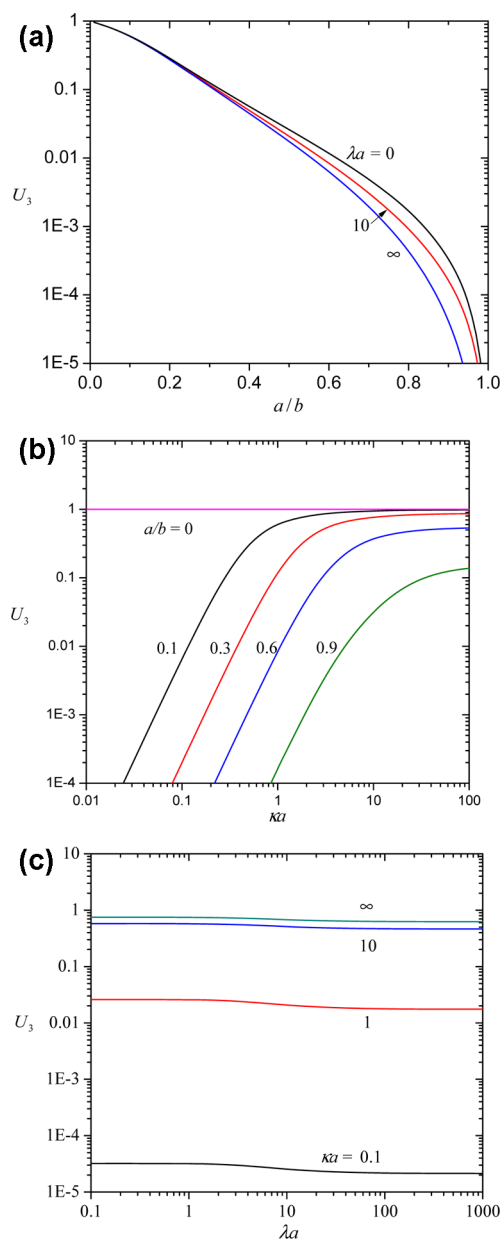 (a)
1
0.1
0.01
1E-3
1E-4
1E-5
U₃
λa = 0
10
∞
0.0 0.2 0.4 0.6 0.8 1.0
a/b
(b)
10
1
0.1
0.01
1E-3
1E-4
U₃
a/b = 0
0.1 0.3 0.6 0.9
0.01 0.1 1 10 100
κa
(c)
10
1
0.1
0.01
1E-3
1E-4
1E-5
U₃
∞
10
1
κa = 0.1
0.1 1 10 100 1000
λa